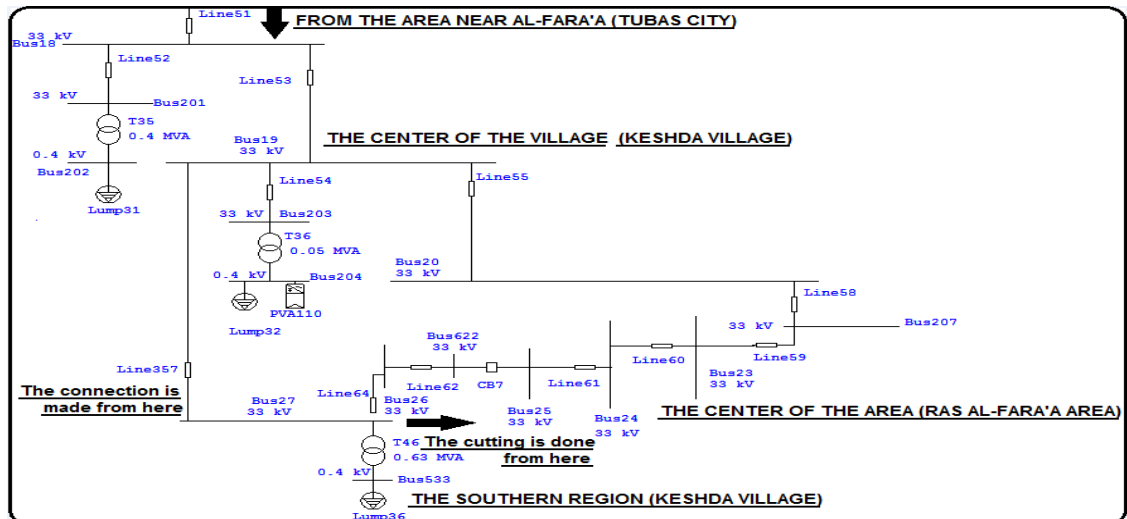 Line51
FROM THE AREA NEAR AL-FARA'A (TUBAS CITY)
33 kV
Bus18
Line52
Line53
33 kV
Bus201
T35
0.4 MVA
THE CENTER OF THE VILLAGE (KESHDA VILLAGE)
Bus19
33 kV
0.4 kV
Bus202
Line54
Line55
Lump31
33 kV
Bus203
T36
0.05 MVA
Bus20
33 kV
0.4 kV
Bus204
Line58
PVA110
Lump32
33 kV
Bus207
Bus622
33 kV
Line357
Line60
Line59
Line62
CB7
Line61
Bus23
33 kV
The connection is
made from here
Line64
Bus27
33 kV
Bus26
33 kV
Bus25
33 kV
Bus24
33 kV
THE CENTER OF THE AREA (RAS AL-FARA'A AREA)
T46
0.63 MVA
The cutting is done
from here
0.4 kV
Bus533
THE SOUTHERN REGION (KESHDA VILLAGE)
Lump36